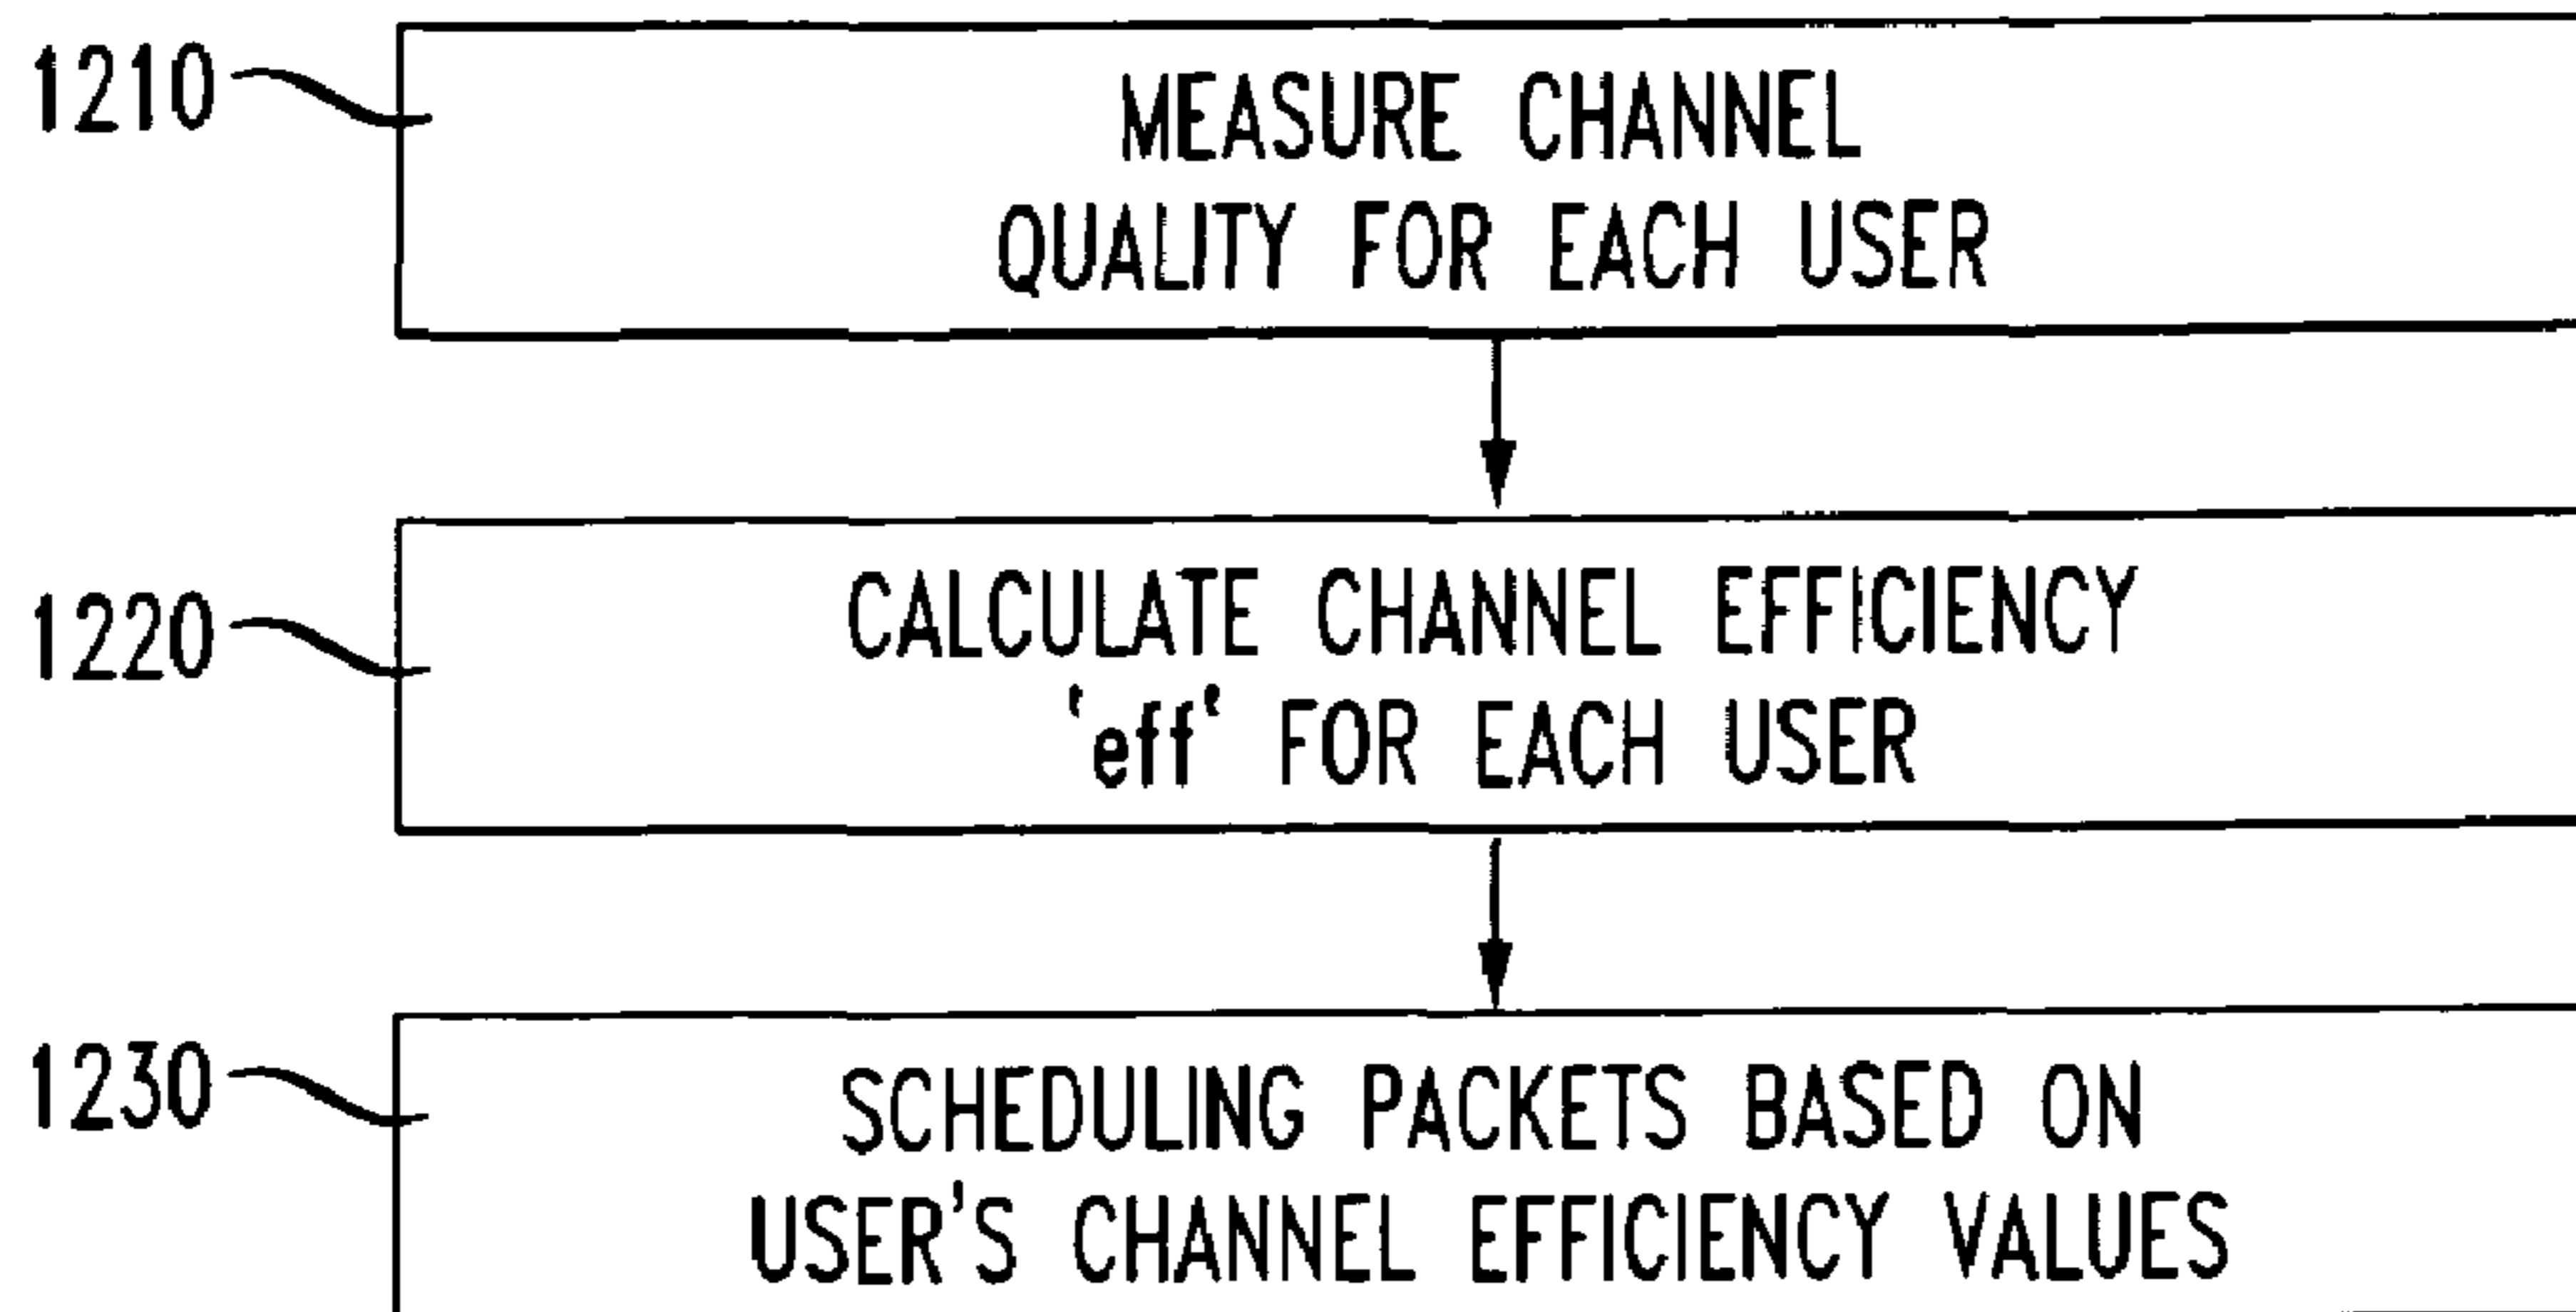 1210
MEASURE CHANNEL
QUALITY FOR EACH USER
1220
CALCULATE CHANNEL EFFICIENCY
'eff' FOR EACH USER
1230
SCHEDULING PACKETS BASED ON
USER'S CHANNEL EFFICIENCY VALUES